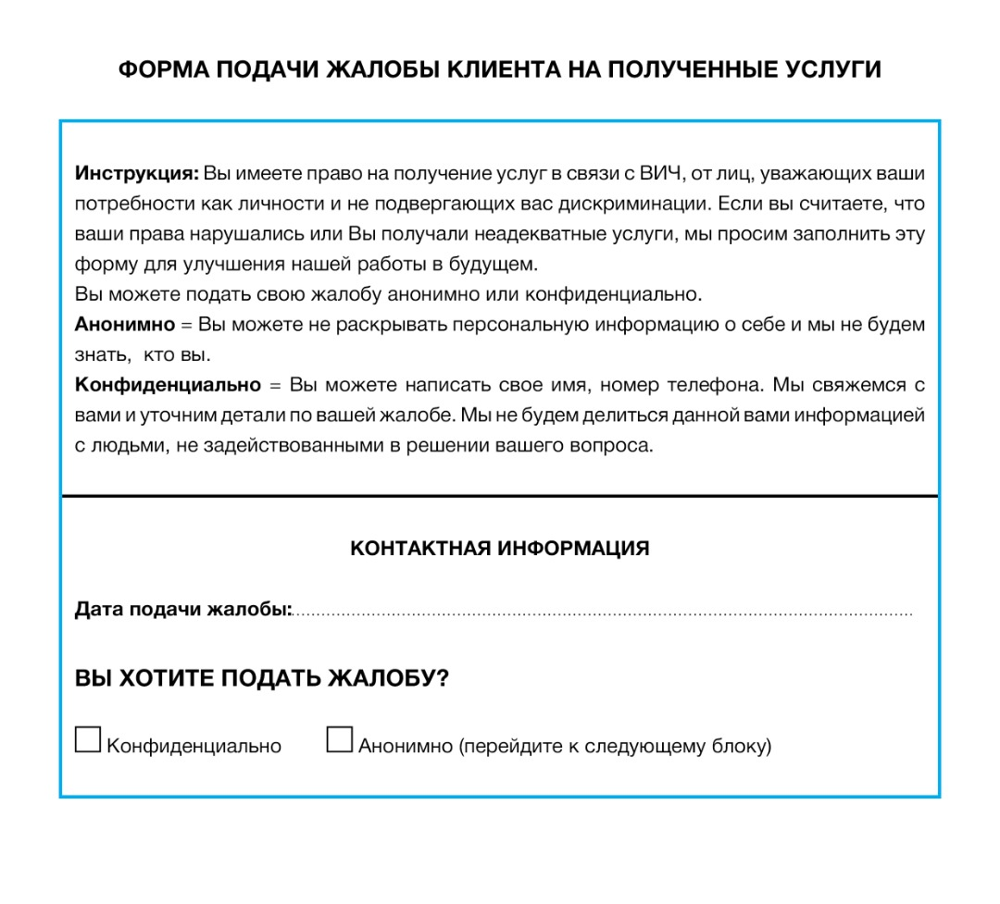 ФОРМА ПОДАЧИ ЖАЛОБЫ КЛИЕНТА НА ПОЛУЧЕННЫЕ УСЛУГИ
Инструкция: Вы имеете право на получение услуг в связи с ВИЧ, от лиц, уважающих ваши
потребности как личности и не подвергающих вас дискриминации. Если вы считаете, что
ваши права нарушались или Вы получали неадекватные услуги, мы просим заполнить эту
форму для улучшения нашей работы в будущем.
Вы можете подать свою жалобу анонимно или конфиденциально.
Анонимно = Вы можете не раскрывать персональную информацию о себе и мы не будем
знать, кто вы.
Конфиденциально = Вы можете написать свое имя, номер телефона. Мы свяжемся с
вами и уточним детали по вашей жалобе. Мы не будем делиться данной вами информацией
с людьми, не задействованными в решении вашего вопроса.
КОНТАКТНАЯ ИНФОРМАЦИЯ
Дата подачи жалобы:
ВЫ ХОТИТЕ ПОДАТЬ ЖАЛОБУ?
Конфиденциально Анонимно (перейдите к следующему блоку)